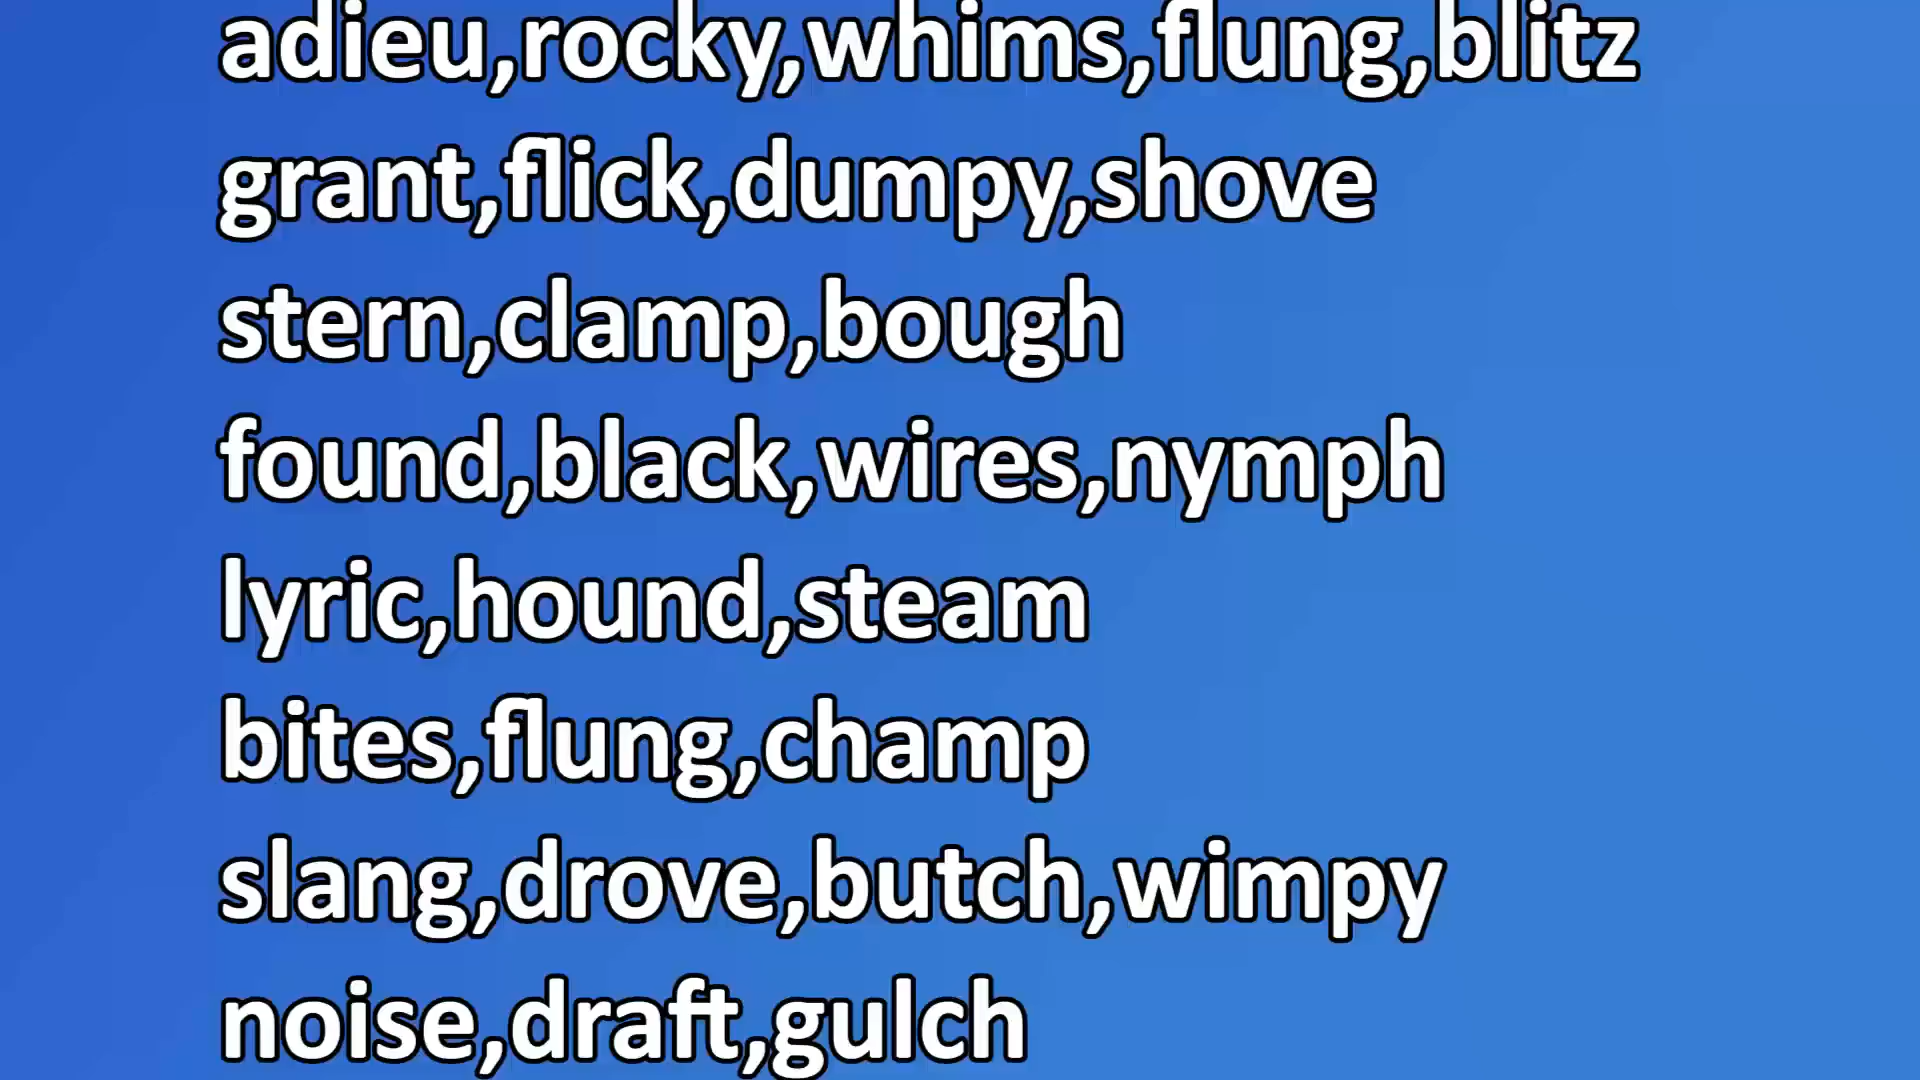 adieu,rocky,whims,flung,blitz
grant,flick,dumpy,shove
stern,clamp,bough
found,black,wires,nymph
lyric,hound,steam
bites,flung,champ
slang,drove,butch,wimpy
noise,draft,gulch